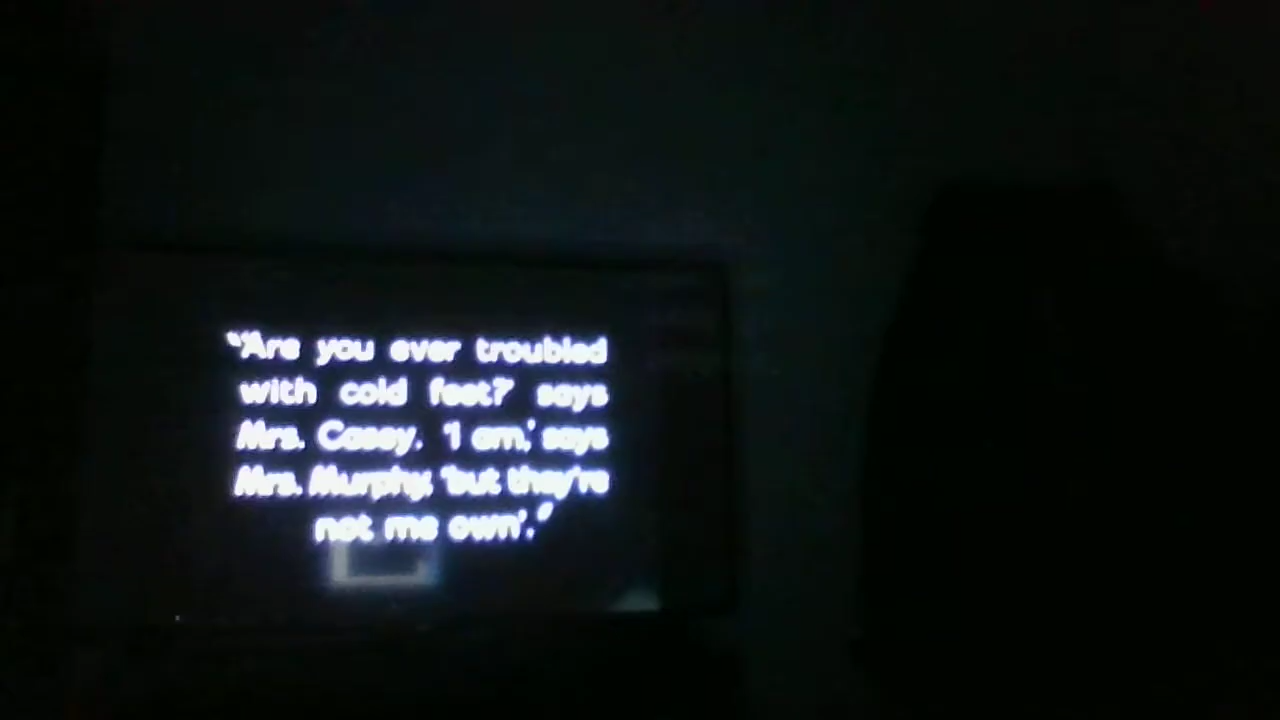 "'Are you ever troubled
with cold feet?' says
Mrs. Casey. 'I am,' says
Mrs. Murphy, 'but they're
not me own'."